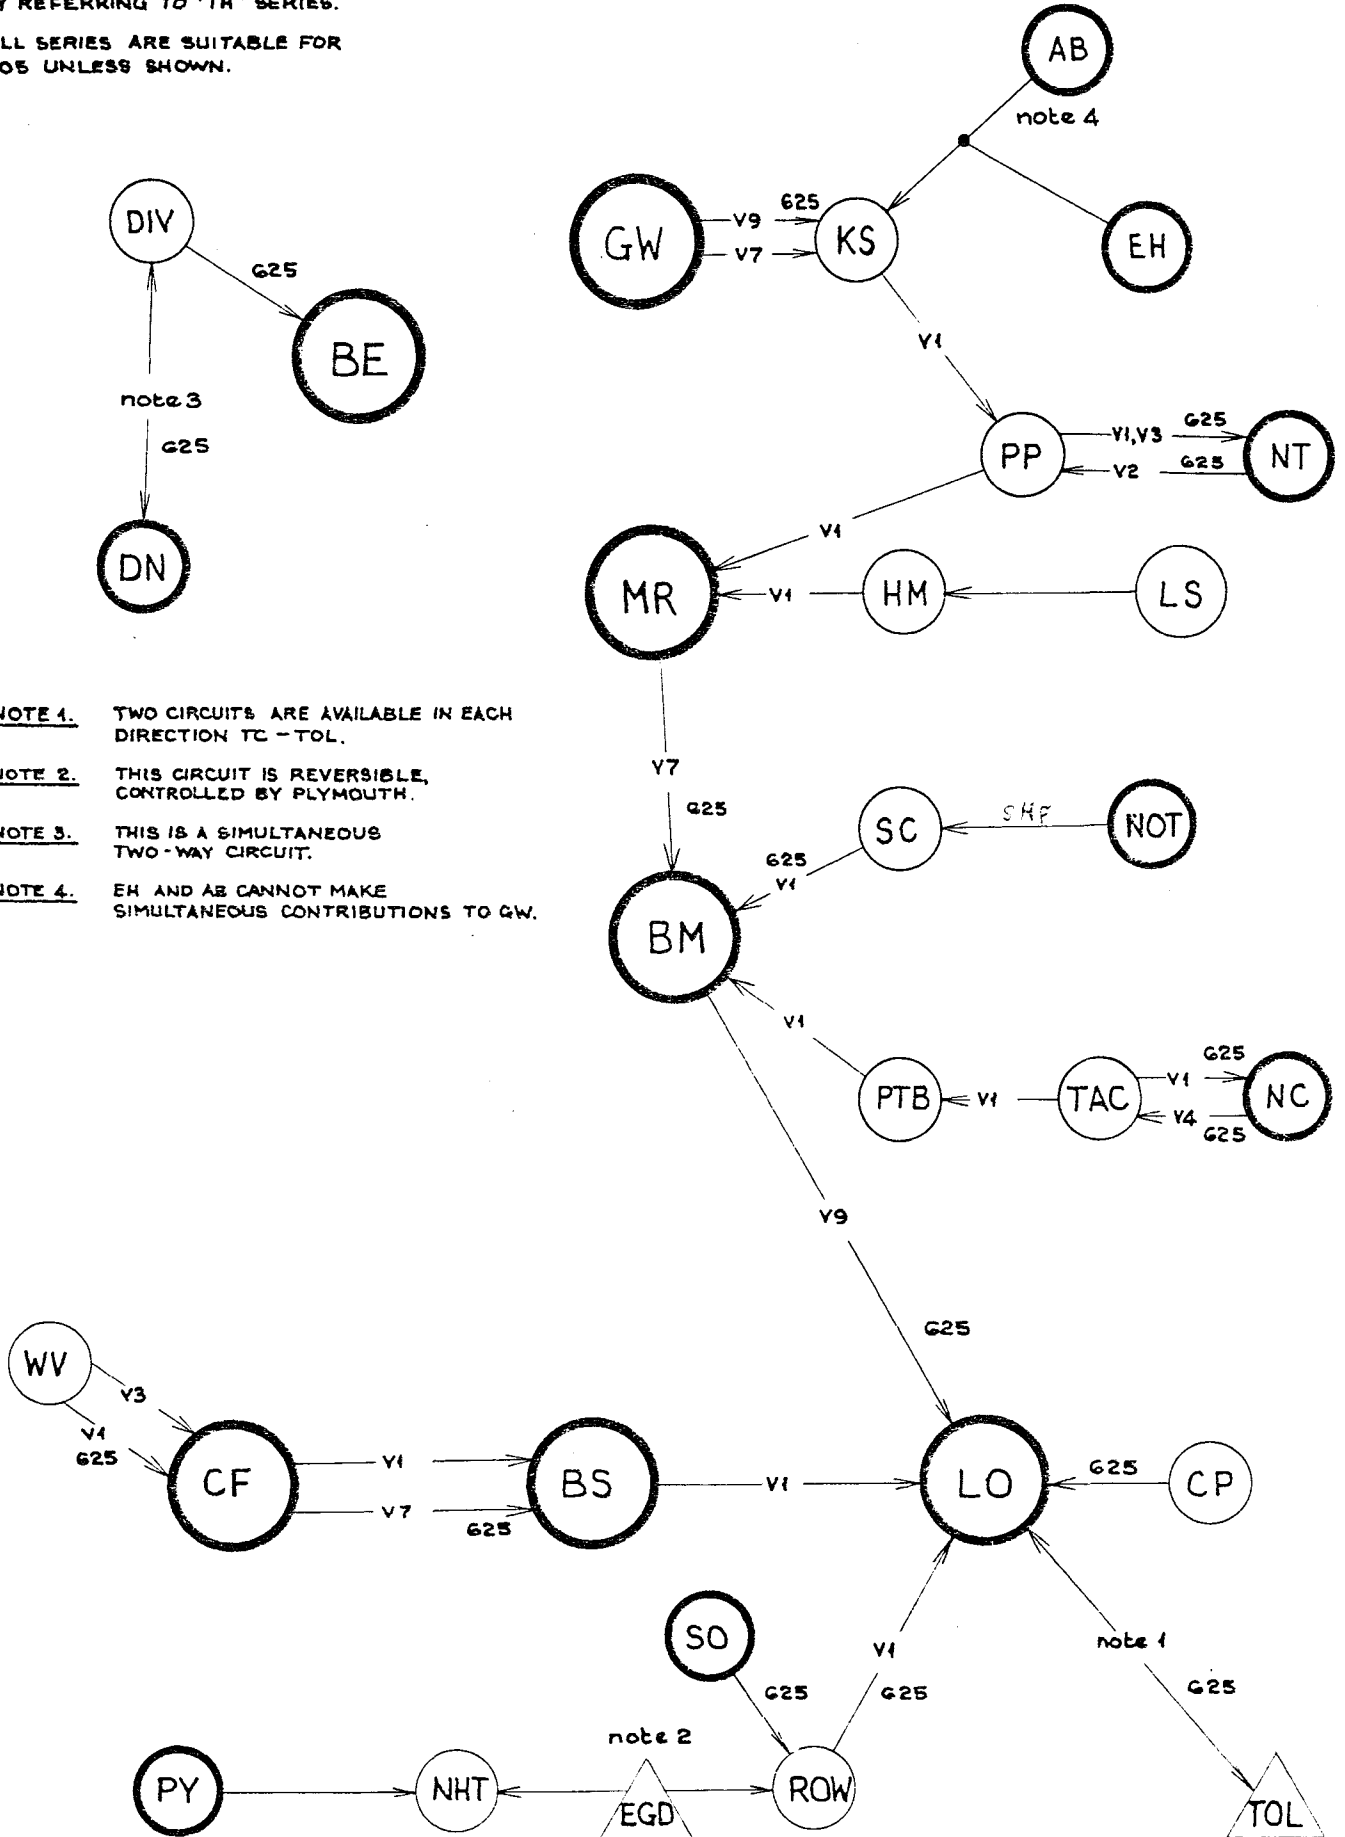 Y REFERRING TO "TA" SERIES.
LL SERIES ARE SUITABLE FOR
05 UNLESS SHOWN.
AB
note 4
DIV
GW
V9
625
V7
KS
EH
625
BE
V1
note 3
625
PP
V1,V3
625
V2
625
NT
V1
DN
MR
V1
HM
LS
NOTE 1. TWO CIRCUITS ARE AVAILABLE IN EACH
DIRECTION TC - TOL.
NOTE 2. THIS CIRCUIT IS REVERSIBLE,
CONTROLLED BY PLYMOUTH.
NOTE 3. THIS IS A SIMULTANEOUS
TWO-WAY CIRCUIT.
NOTE 4. EH AND AB CANNOT MAKE
SIMULTANEOUS CONTRIBUTIONS TO GW.
V7
625
SC
SHF
NOT
625
V1
BM
V1
PTB
V1
TAC
625
V1
V4
625
NC
V9
625
WV
V3
V1
625
CF
V1
V7
625
BS
V1
LO
625
CP
SO
V1
note 1
625
625
625
note 2
PY
NHT
EGD
ROW
TOL